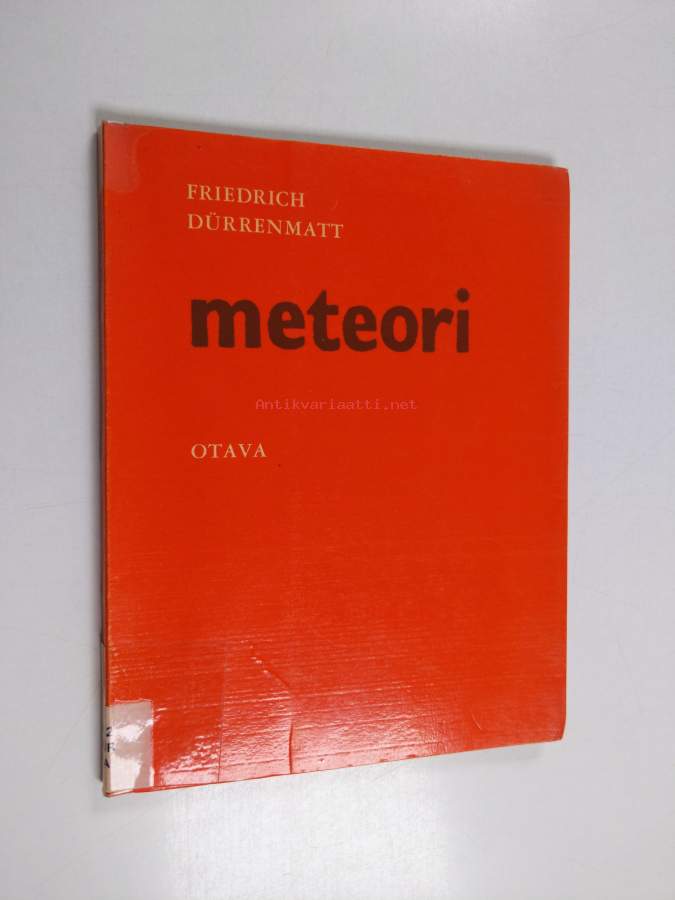 FRIEDRICH
DÜRRENMATT
meteori
Antikvariaatti.net
OTAVA